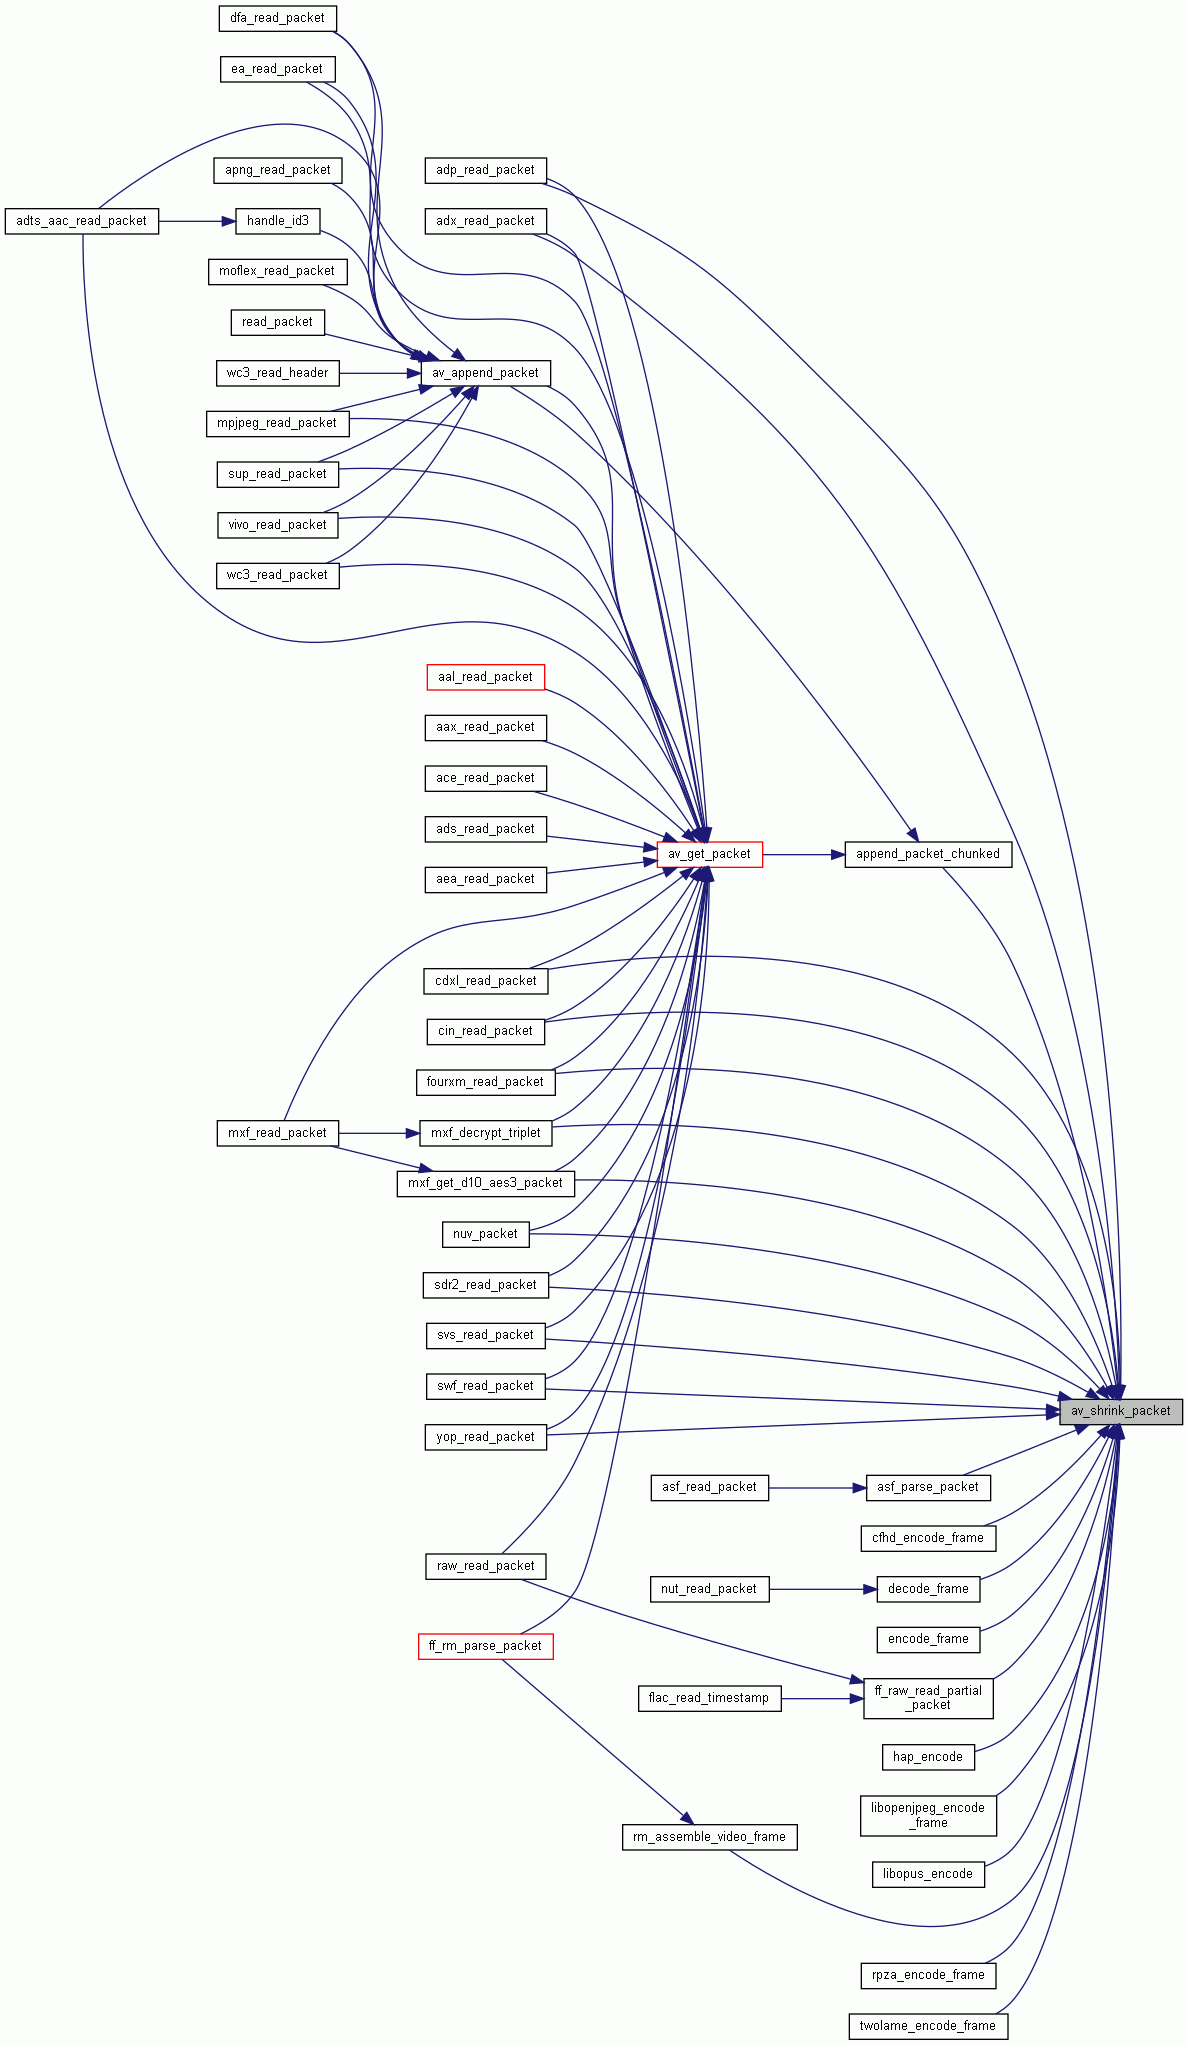 dfa_read_packet
ea_read_packet
apng_read_packet
adp_read_packet
adts_aac_read_packet
handle_id3
adx_read_packet
moflex_read_packet
read_packet
wc3_read_header
av_append_packet
mpjpeg_read_packet
sup_read_packet
vivo_read_packet
wc3_read_packet
aal_read_packet
aax_read_packet
ace_read_packet
ads_read_packet
av_get_packet
append_packet_chunked
aea_read_packet
cdxl_read_packet
cin_read_packet
fourxm_read_packet
mxf_read_packet
mxf_decrypt_triplet
mxf_get_d10_aes3_packet
nuv_packet
sdr2_read_packet
svs_read_packet
swf_read_packet
av_shrink_packet
yop_read_packet
asf_read_packet
asf_parse_packet
cfhd_encode_frame
raw_read_packet
nut_read_packet
decode_frame
encode_frame
ff_rm_parse_packet
flac_read_timestamp
ff_raw_read_partial
_packet
hap_encode
libopenjpeg_encode
_frame
rm_assemble_video_frame
libopus_encode
rpza_encode_frame
twolame_encode_frame